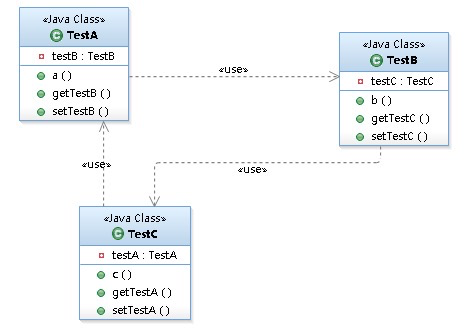 «Java Class»
C TestA
testB : TestB
a ( )
getTestB ( )
setTestB ( )
«use»
«Java Class»
C TestB
testC : TestC
b ( )
getTestC ( )
setTestC ( )
«use»
«use»
«Java Class»
C TestC
testA : TestA
c ( )
getTestA ( )
setTestA ( )